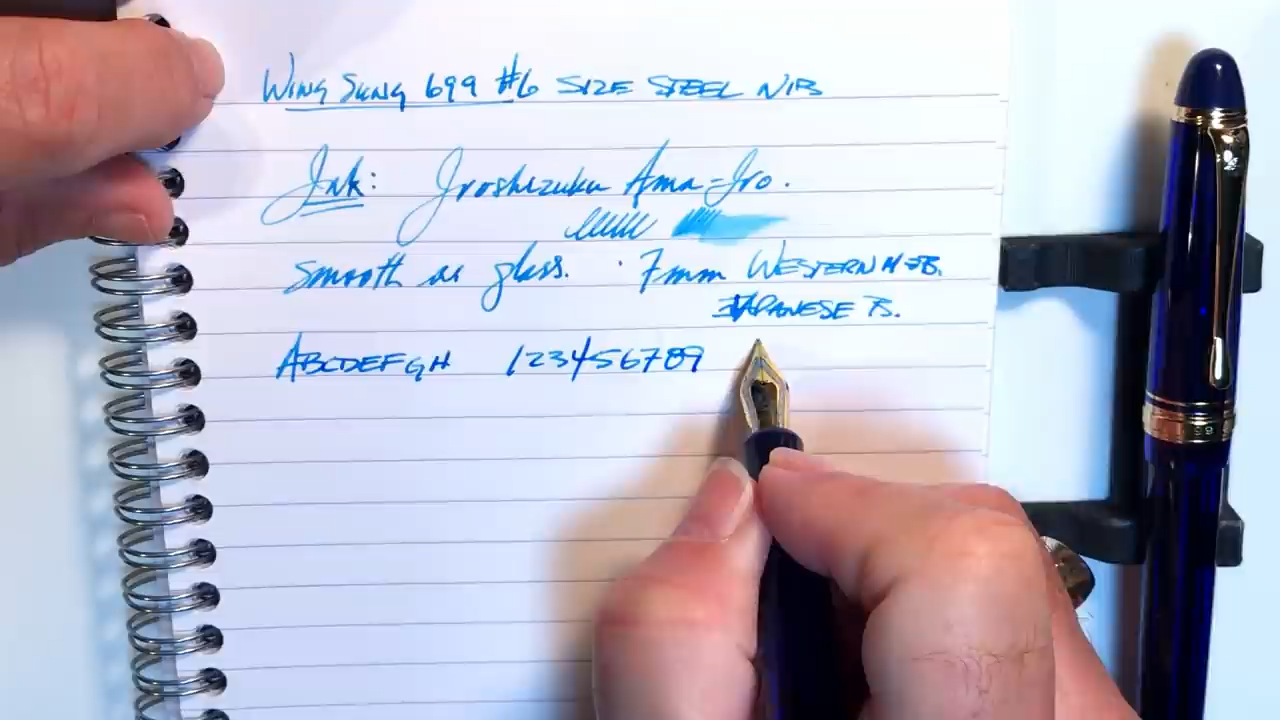 Wing Sung 699 #6 SIZE STEEL NIB
Ink: Iroshizuku Ama-Iro.
smooth as glass. · 7mm WESTERN M-B.
JAPANESE B.
ABCDEFGH 123456789